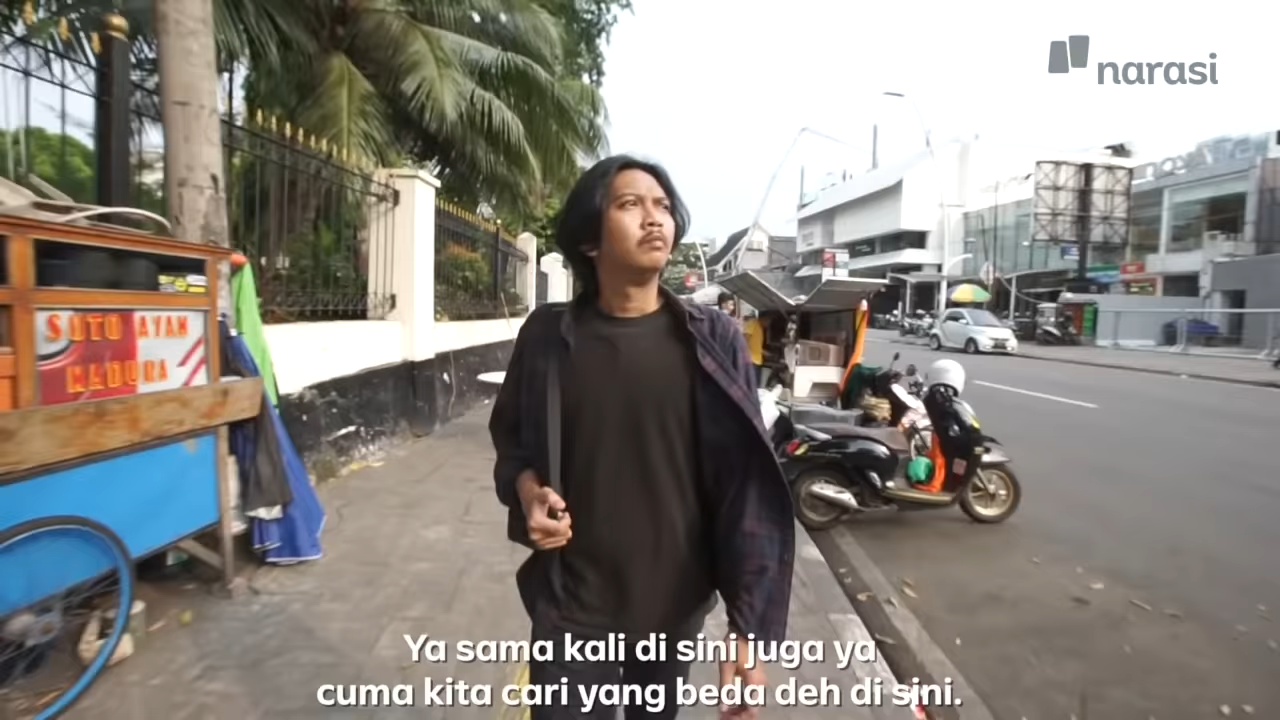 narasi
SOTO AYAM
MADURA
Ya sama kali di sini juga ya
cuma kita cari yang beda deh di sini.